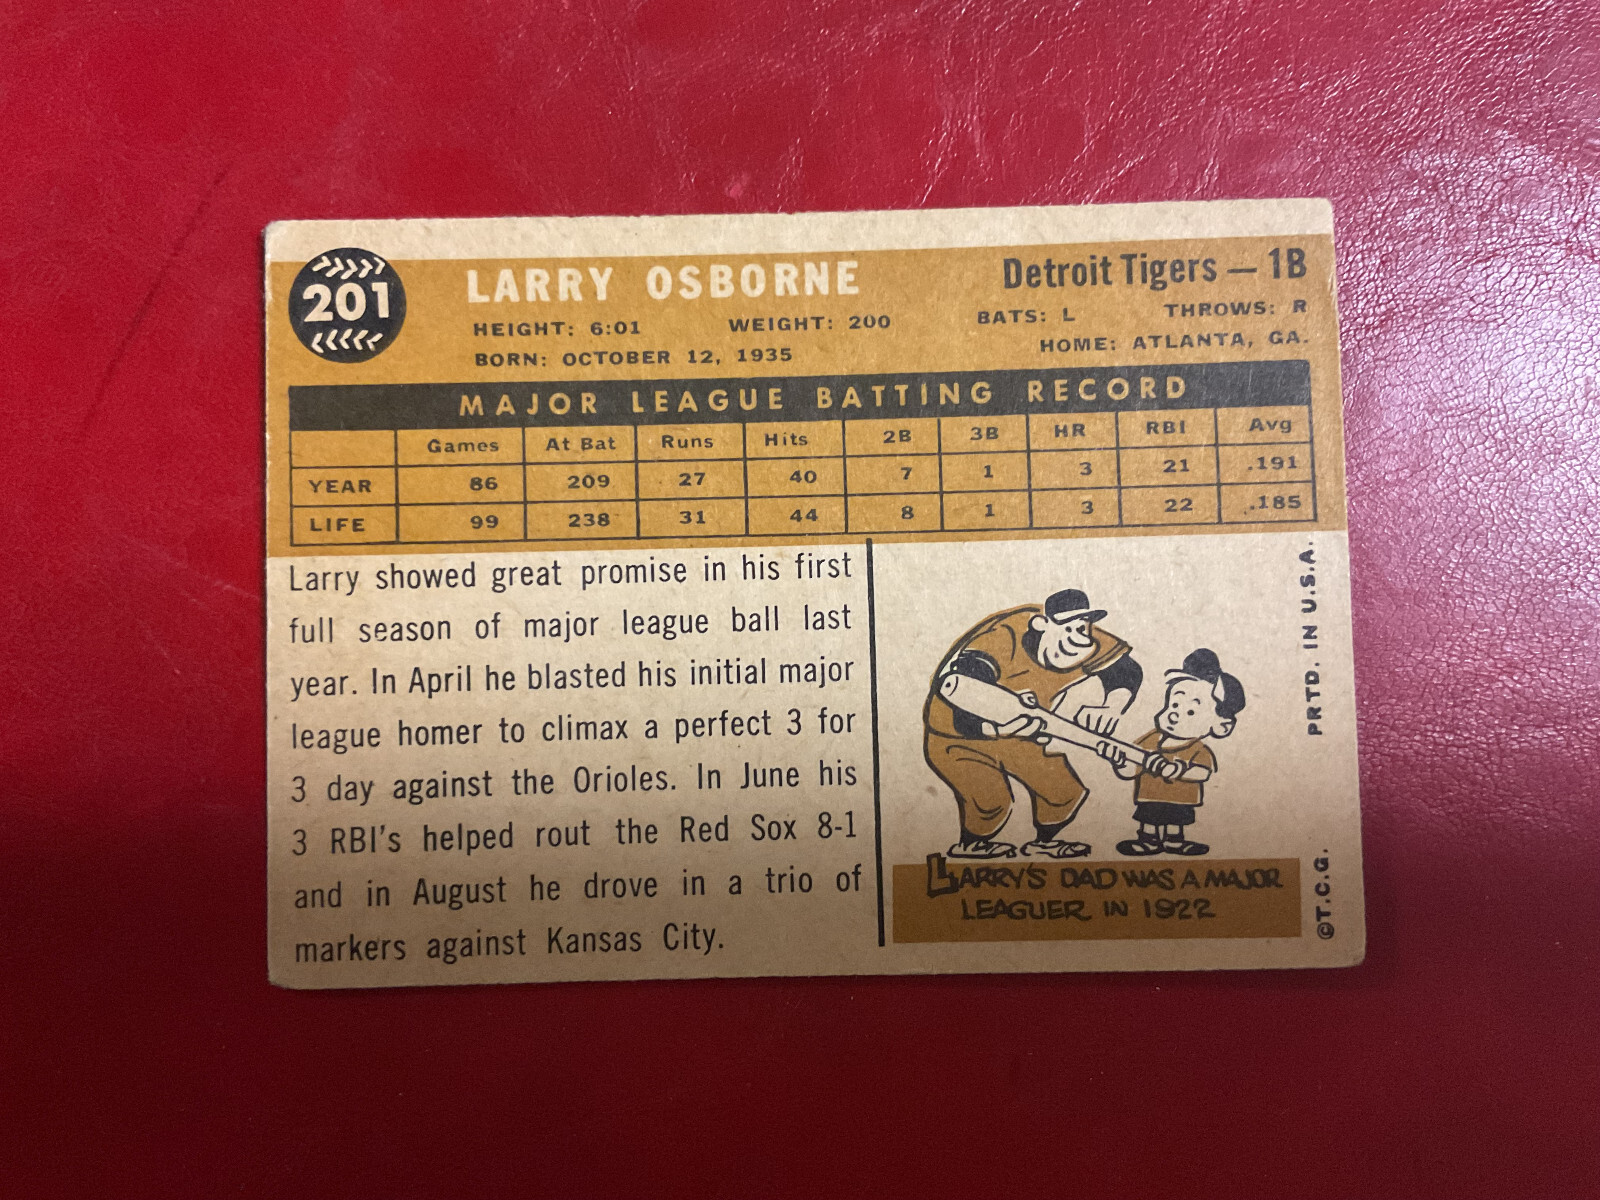 201
LARRY OSBORNE
Detroit Tigers — 1B
HEIGHT: 6:01 WEIGHT: 200 BATS: L THROWS: R
BORN: OCTOBER 12, 1935 HOME: ATLANTA, GA.
MAJOR LEAGUE BATTING RECORD
Games At Bat Runs Hits 2B 3B HR RBI Avg
YEAR 86 209 27 40 7 1 3 21 .191
LIFE 99 238 31 44 8 1 3 22 .185
Larry showed great promise in his first
full season of major league ball last
year. In April he blasted his initial major
league homer to climax a perfect 3 for
3 day against the Orioles. In June his
3 RBI's helped rout the Red Sox 8-1
and in August he drove in a trio of
markers against Kansas City.
LARRY'S DAD WAS A MAJOR
LEAGUER IN 1922
©T.C.G. PRTD. IN U.S.A.